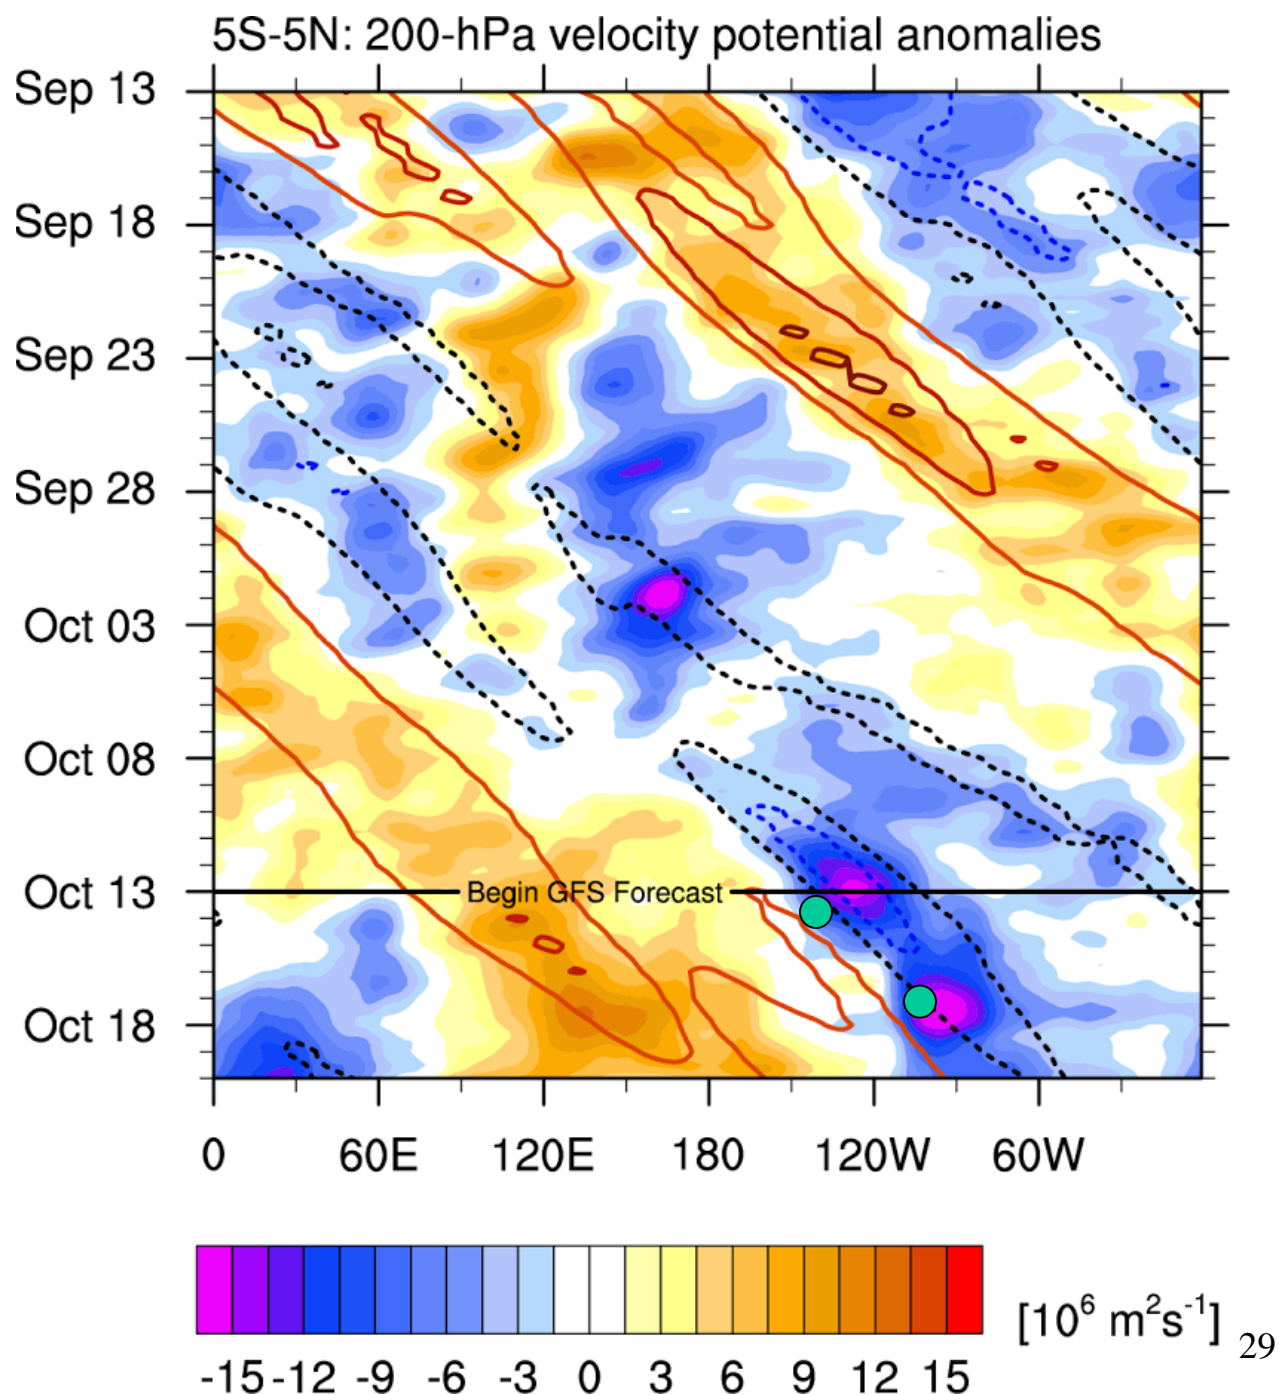 5S-5N: 200-hPa velocity potential anomalies
Sep 13
Sep 18
Sep 23
Sep 28
Oct 03
Oct 08
Oct 13
Begin GFS Forecast
Oct 18
0 60E 120E 180 120W 60W
-15 -12 -9 -6 -3 0 3 6 9 12 15
[10⁶ m²s⁻¹]
29